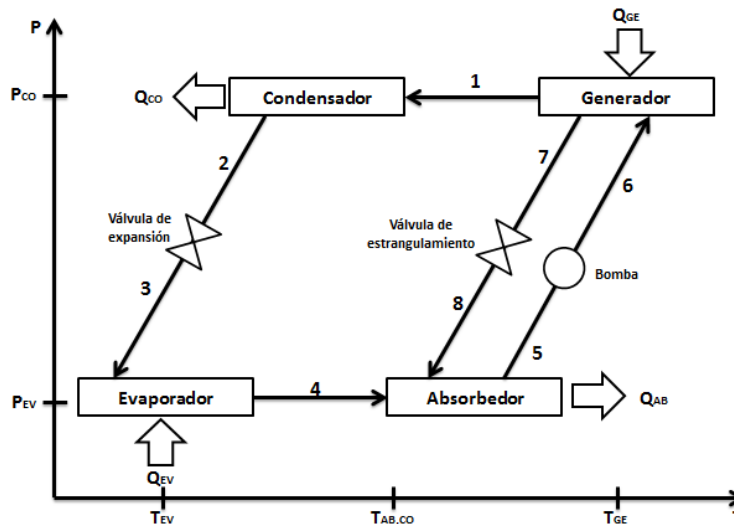 P
QGE
PCO
QCO
Condensador
1
Generador
2
7
6
Válvula de
expansión
Válvula de
estrangulamiento
Bomba
3
8
5
PEV
Evaporador
4
Absorbedor
QAB
QEV
TEV
TAB.CO
TGE
T